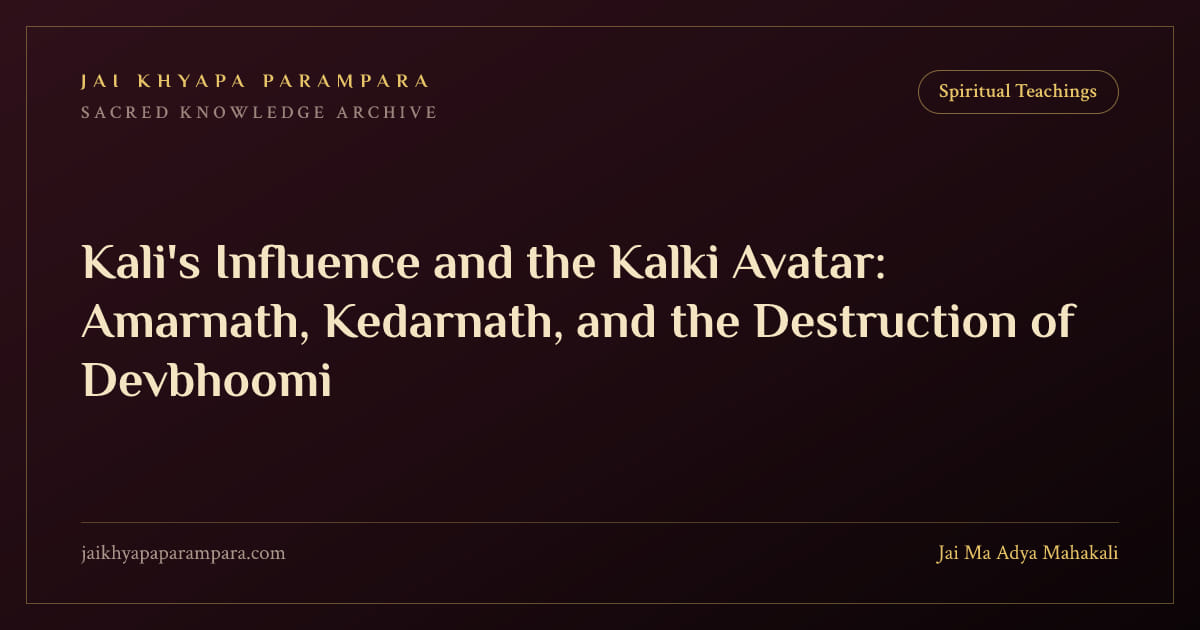 JAI KHYAPA PARAMPARA
SACRED KNOWLEDGE ARCHIVE
Spiritual Teachings
Kali's Influence and the Kalki Avatar:
Amarnath, Kedarnath, and the Destruction of
Devbhoomi
jaikhyapaparampara.com
Jai Ma Adya Mahakali